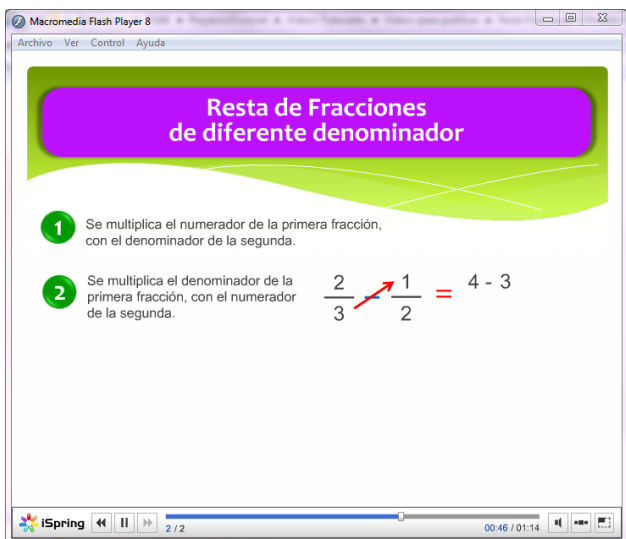 Macromedia Flash Player 8
Archivo Ver Control Ayuda
Resta de Fracciones
de diferente denominador
1 Se multiplica el numerador de la primera fracción,
con el denominador de la segunda.
2 Se multiplica el denominador de la
primera fracción, con el numerador
de la segunda.
2 1 4 - 3
- =
3 2
iSpring 2 / 2 00:46 / 01:14